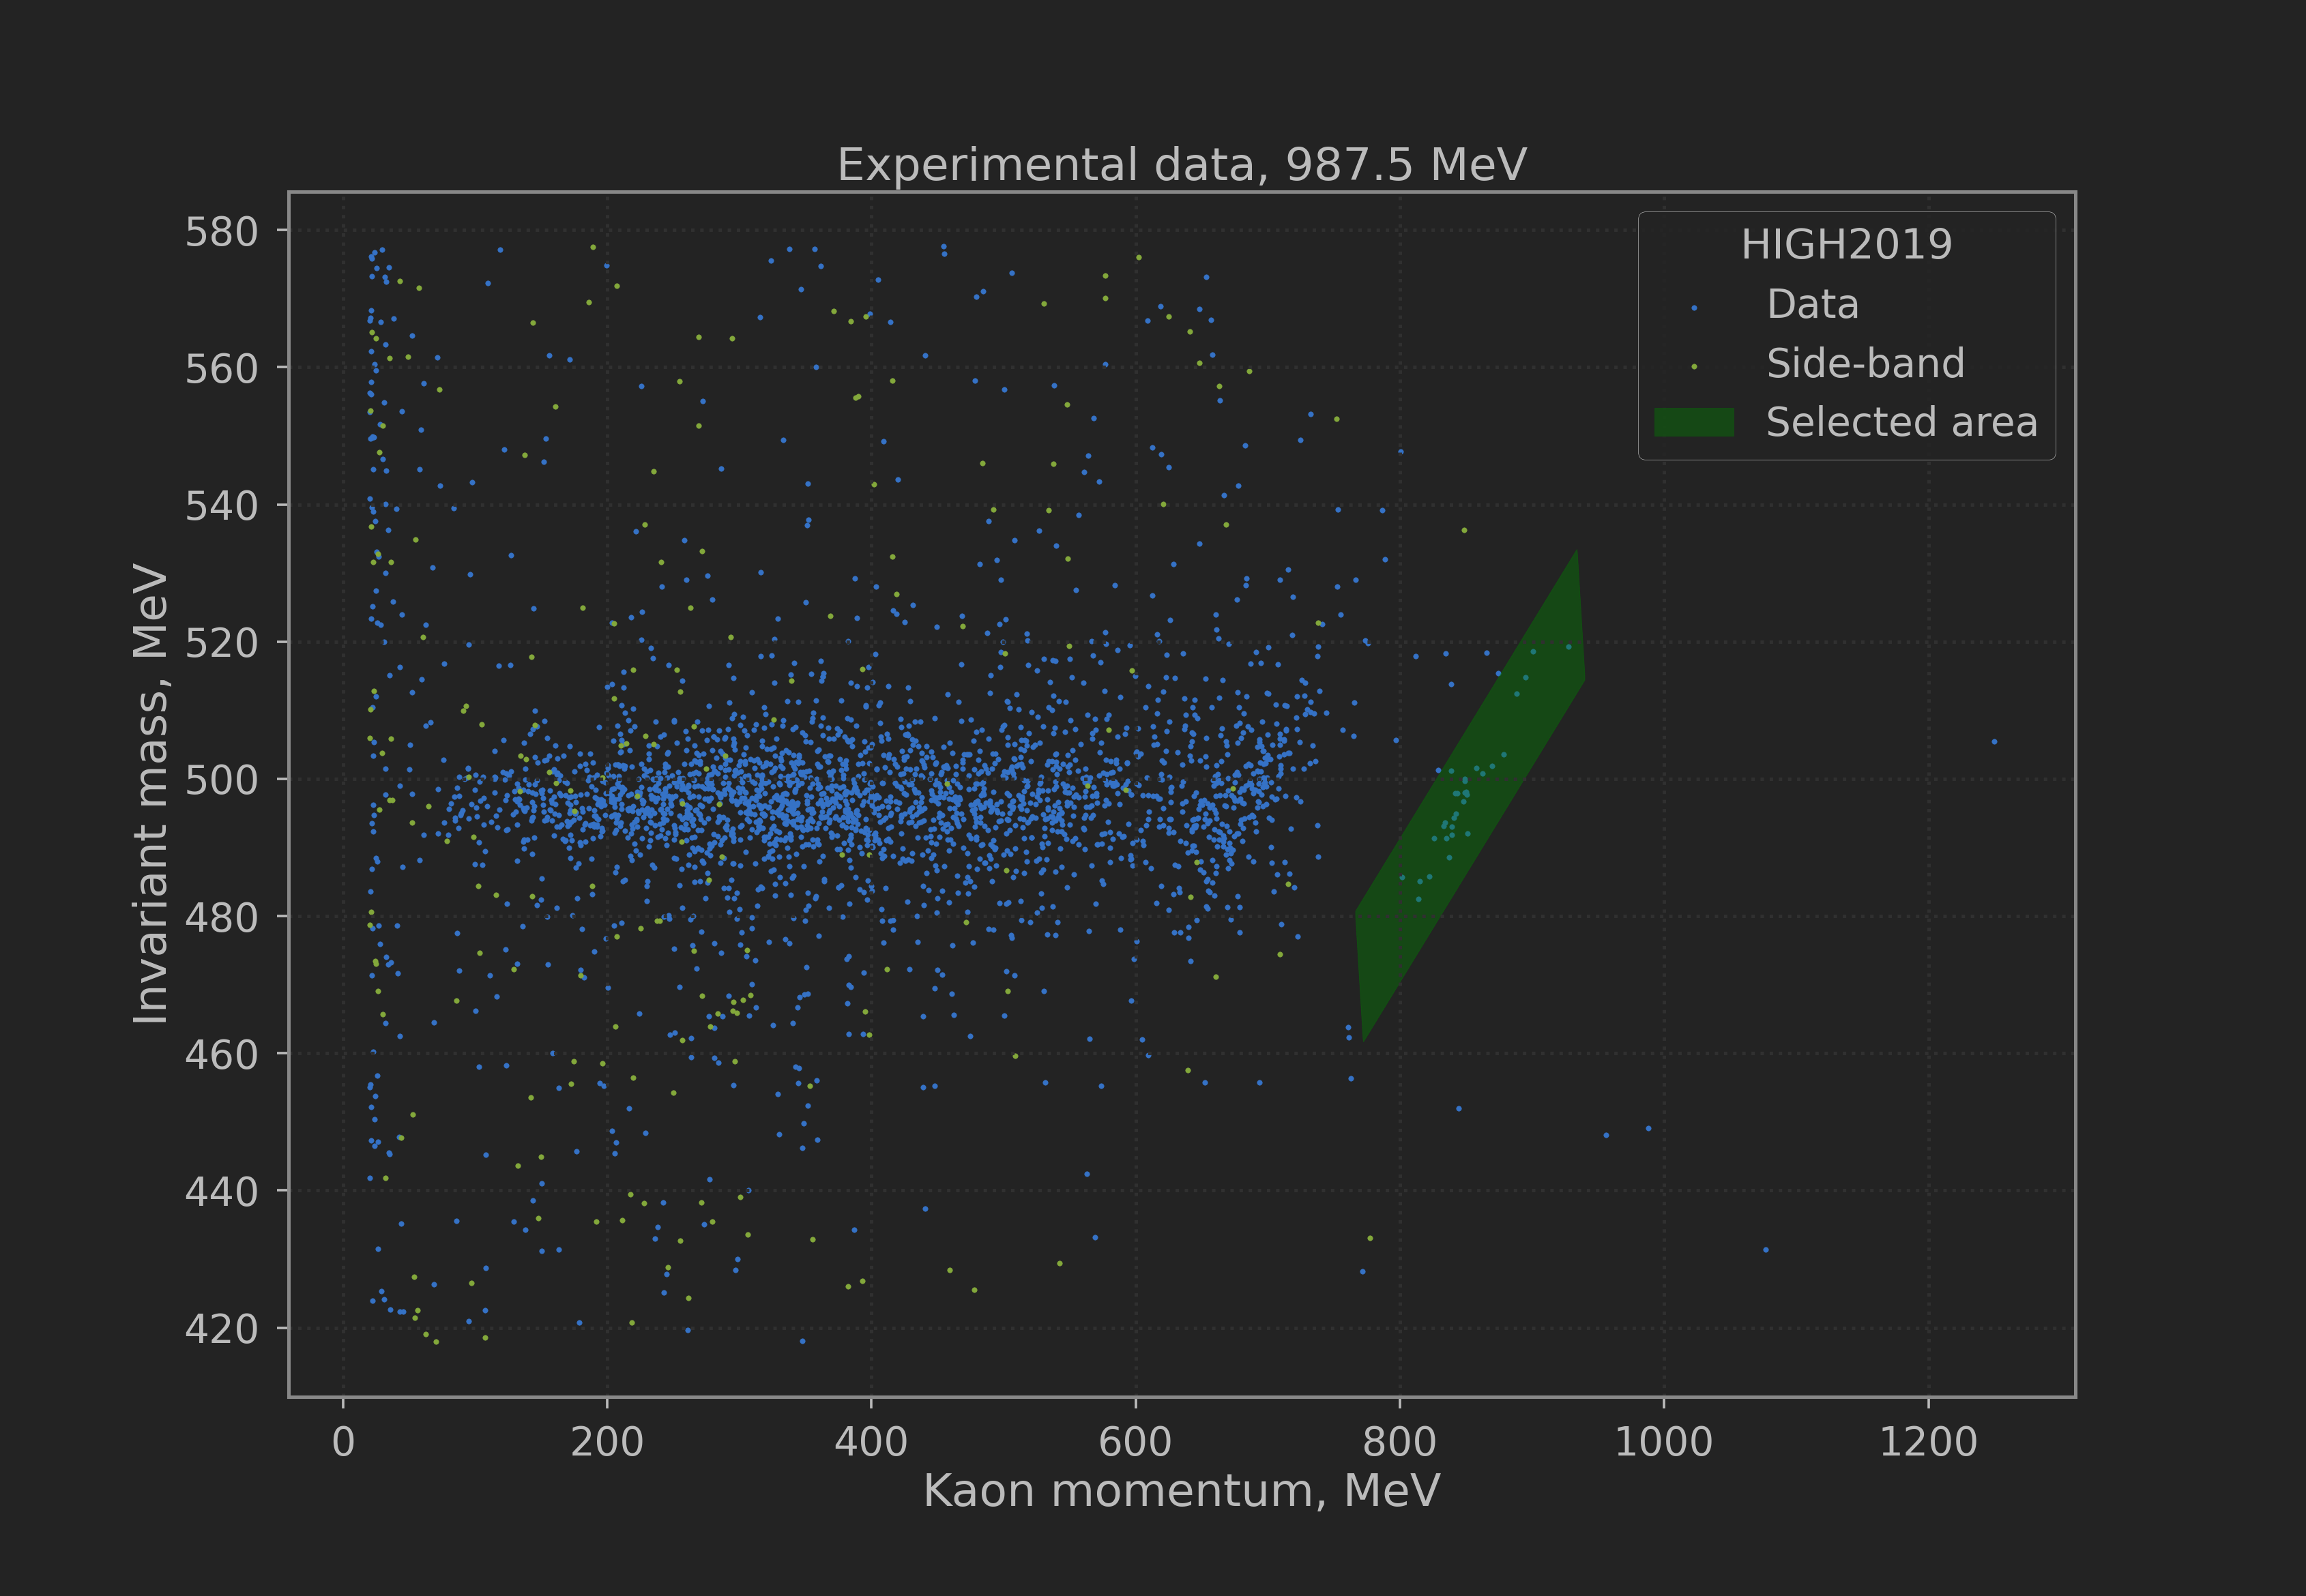 Experimental data, 987.5 MeV
HIGH2019
Data
Side-band
Selected area
Invariant mass, MeV
580
560
540
520
500
480
460
440
420
0 200 400 600 800 1000 1200
Kaon momentum, MeV